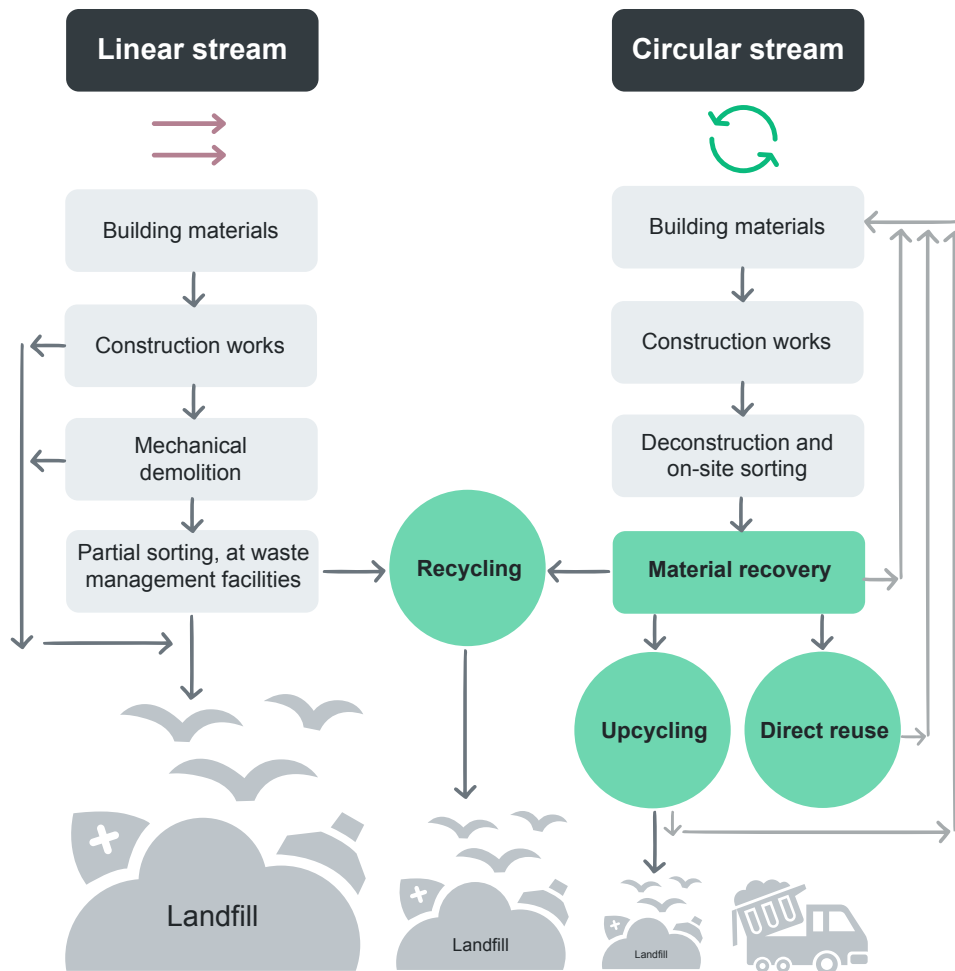 Linear stream
Circular stream
Building materials
Building materials
Construction works
Construction works
Mechanical
demolition
Deconstruction and
on-site sorting
Partial sorting, at waste
management facilities
Recycling
Material recovery
Upcycling
Direct reuse
Landfill
Landfill
Landfill